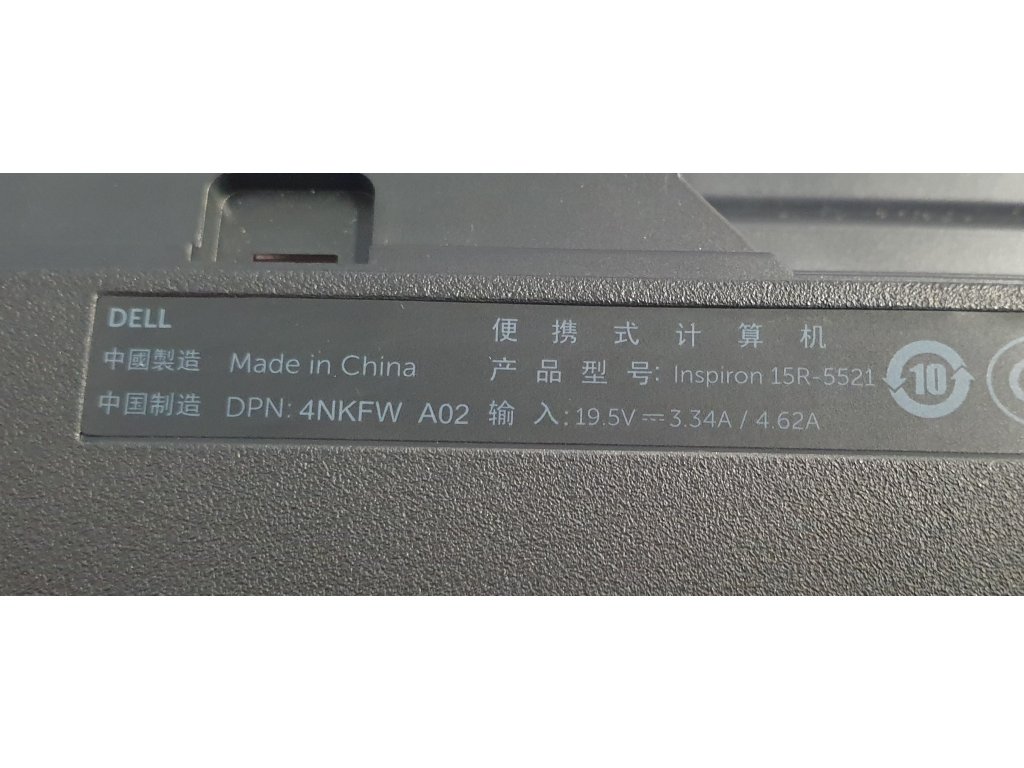 DELL
中國製造 Made in China
中国制造 DPN: 4NKFW A02
便携式计算机
产品型号: Inspiron 15R-5521
输入: 19.5V⎓3.34A / 4.62A
10